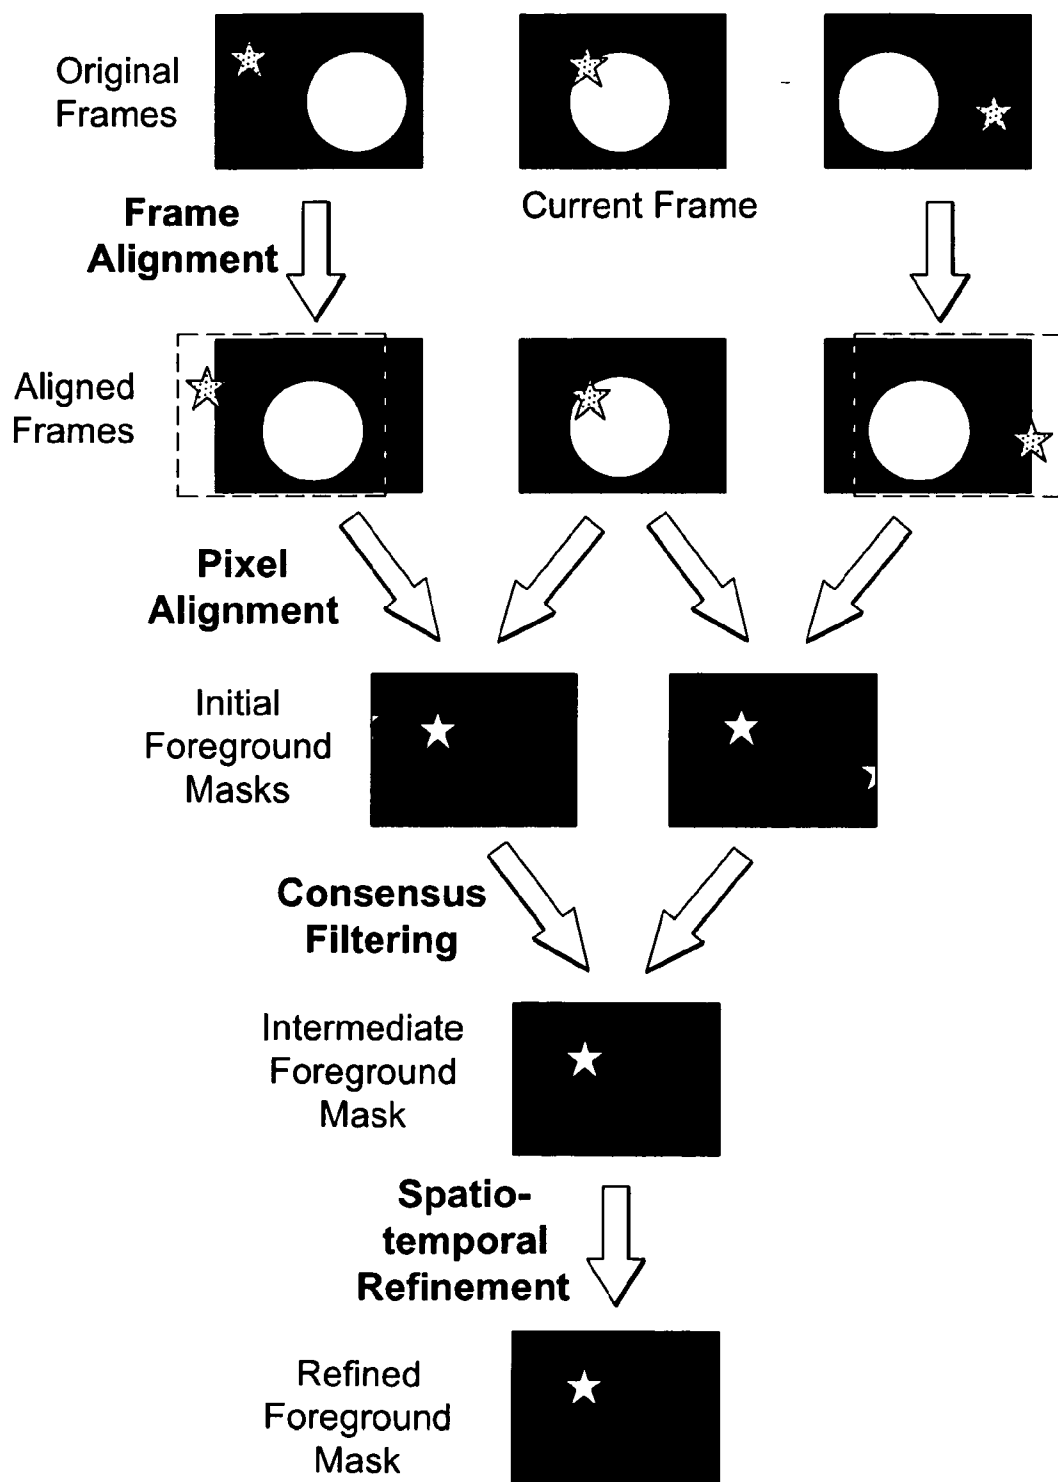 Original
Frames
Current Frame
Frame
Alignment
Aligned
Frames
Pixel
Alignment
Initial
Foreground
Masks
Consensus
Filtering
Intermediate
Foreground
Mask
Spatio-
temporal
Refinement
Refined
Foreground
Mask